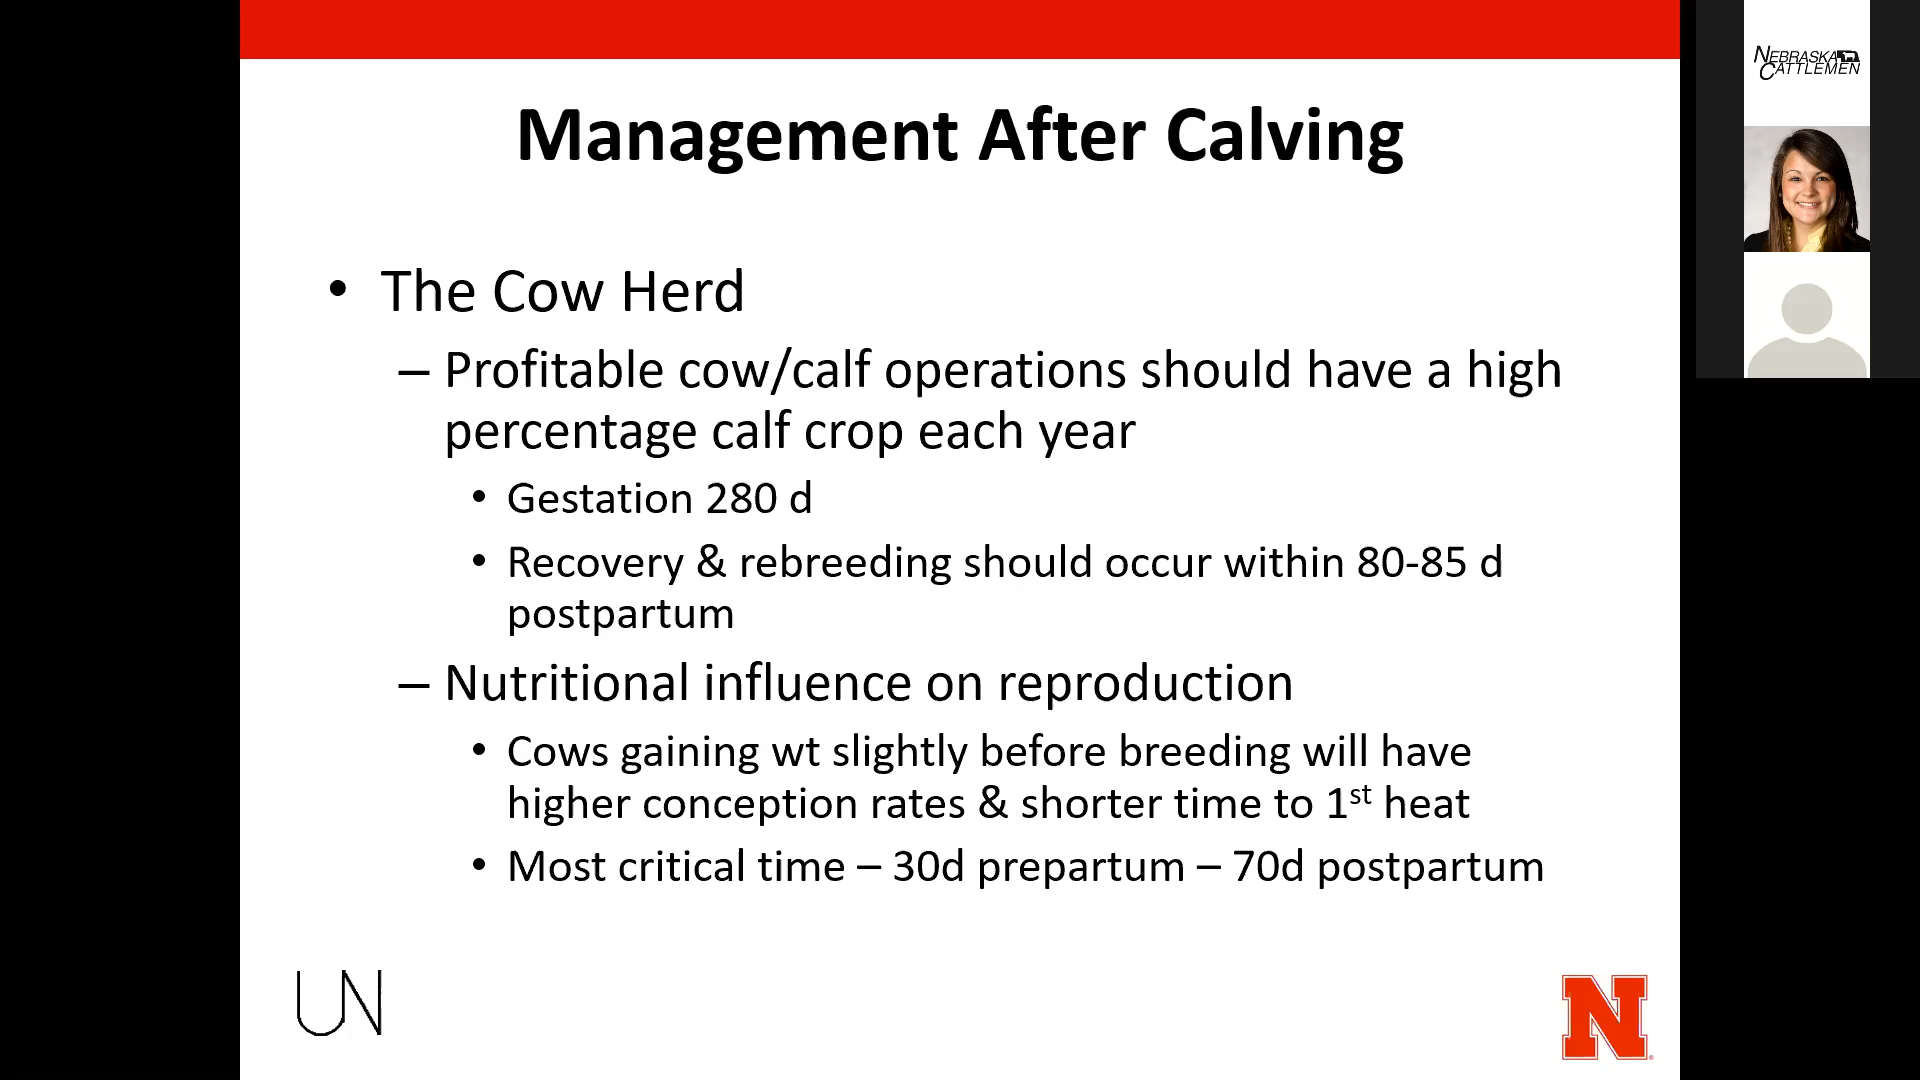 Management After Calving
• The Cow Herd
– Profitable cow/calf operations should have a high
percentage calf crop each year
• Gestation 280 d
• Recovery & rebreeding should occur within 80-85 d
postpartum
– Nutritional influence on reproduction
• Cows gaining wt slightly before breeding will have
higher conception rates & shorter time to 1st heat
• Most critical time – 30d prepartum – 70d postpartum
UN
N
NEBRASKA
CATTLEMEN